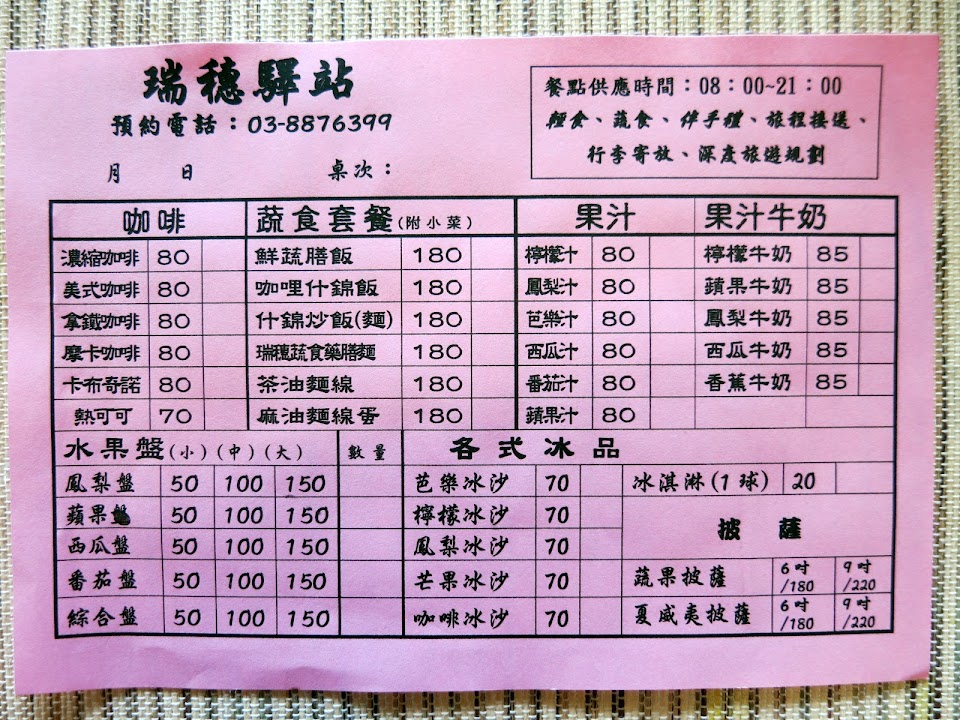 瑞穗驛站
預約電話：03-8876399
月 日 桌次：
餐點供應時間：08：00~21：00
輕食、蔬食、伴手禮、旅程接送、
行李寄放、深度旅遊規劃
咖啡 蔬食套餐(附小菜) 果汁 果汁牛奶
濃縮咖啡 80 鮮蔬膳飯 180 檸檬汁 80 檸檬牛奶 85
美式咖啡 80 咖哩什錦飯 180 鳳梨汁 80 蘋果牛奶 85
拿鐵咖啡 80 什錦炒飯(麵) 180 芭樂汁 80 鳳梨牛奶 85
摩卡咖啡 80 瑞穗蔬食藥膳麵 180 西瓜汁 80 西瓜牛奶 85
卡布奇諾 80 茶油麵線 180 番茄汁 80 香蕉牛奶 85
熱可可 70 麻油麵線蛋 180 蘋果汁 80
水果盤(小)(中)(大) 數量 各式冰品
鳳梨盤 50 100 150 芭樂冰沙 70 冰淇淋(1球) 20
蘋果盤 50 100 150 檸檬冰沙 70
披薩
西瓜盤 50 100 150 鳳梨冰沙 70
番茄盤 50 100 150 芒果冰沙 70 蔬果披薩 6吋/180 9吋/220
綜合盤 50 100 150 咖啡冰沙 70 夏威夷披薩 6吋/180 9吋/220